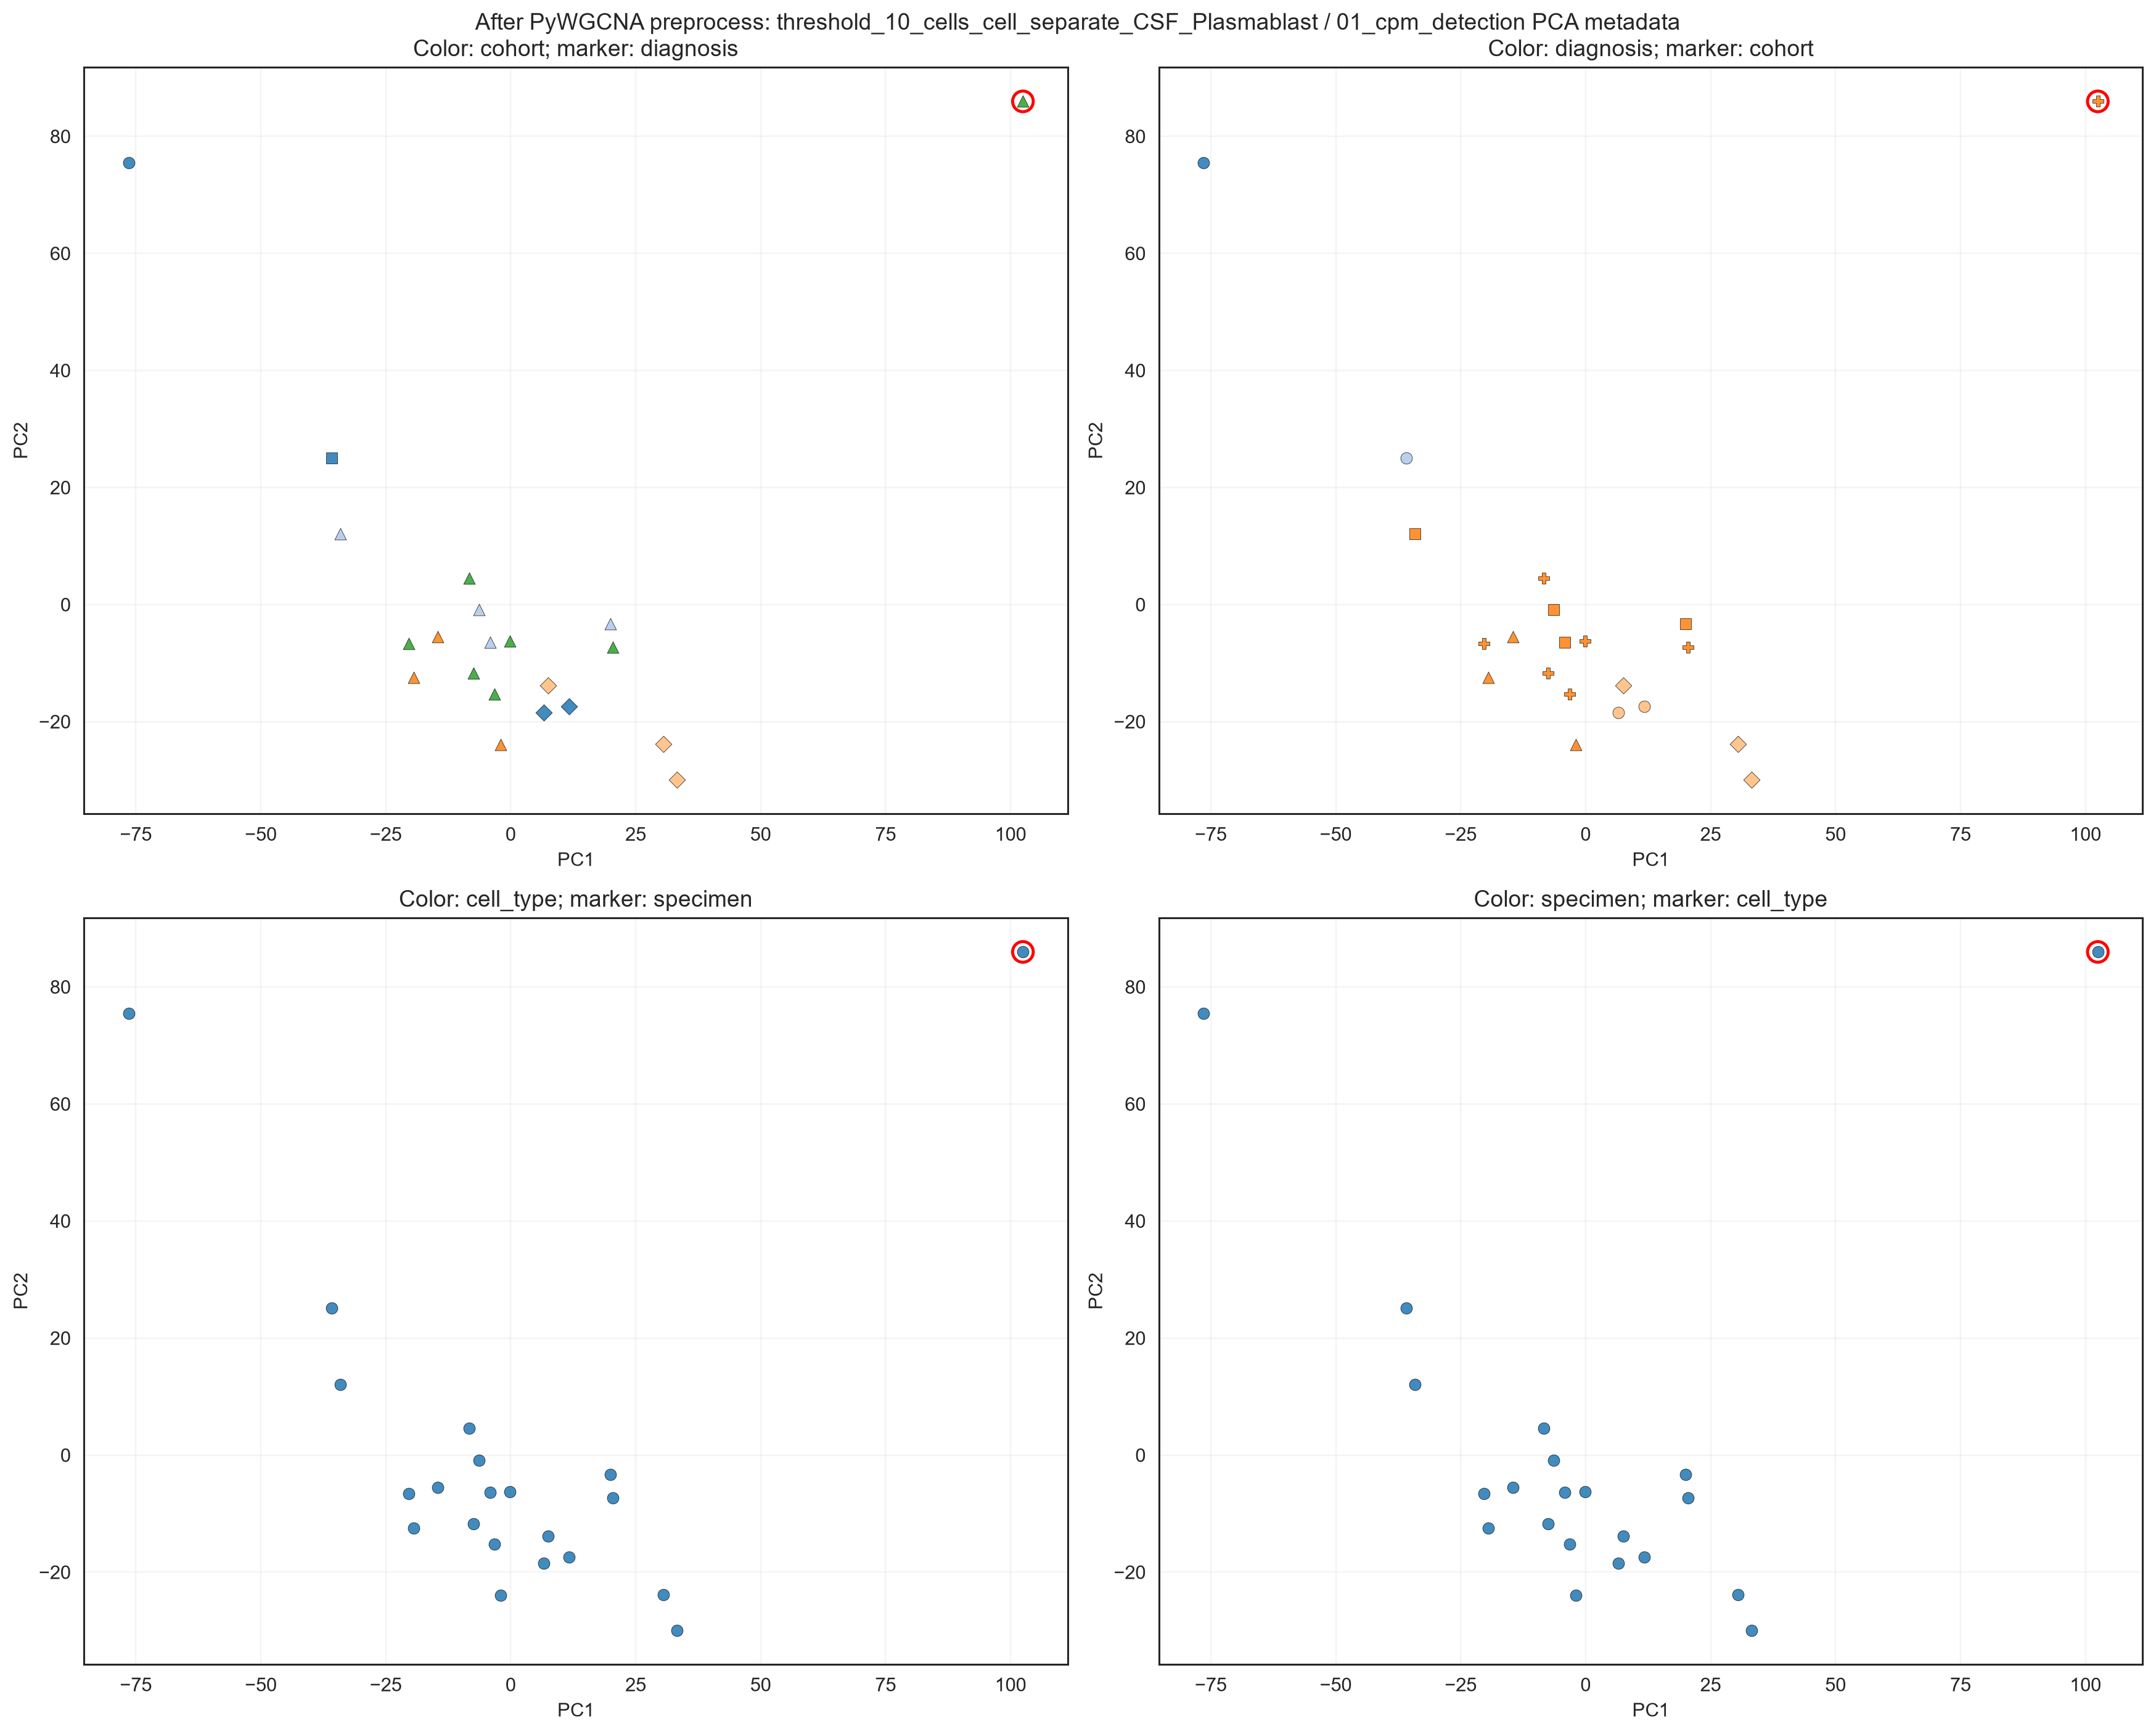 After PyWGCNA preprocess: threshold_10_cells_cell_separate_CSF_Plasmablast / 01_cpm_detection PCA metadata
Color: cohort; marker: diagnosis
80
60
40
20
0
−20
PC2
−75 −50 −25 0 25 50 75 100
PC1
Color: diagnosis; marker: cohort
80
60
40
20
0
−20
PC2
−75 −50 −25 0 25 50 75 100
PC1
Color: cell_type; marker: specimen
80
60
40
20
0
−20
PC2
−75 −50 −25 0 25 50 75 100
PC1
Color: specimen; marker: cell_type
80
60
40
20
0
−20
PC2
−75 −50 −25 0 25 50 75 100
PC1